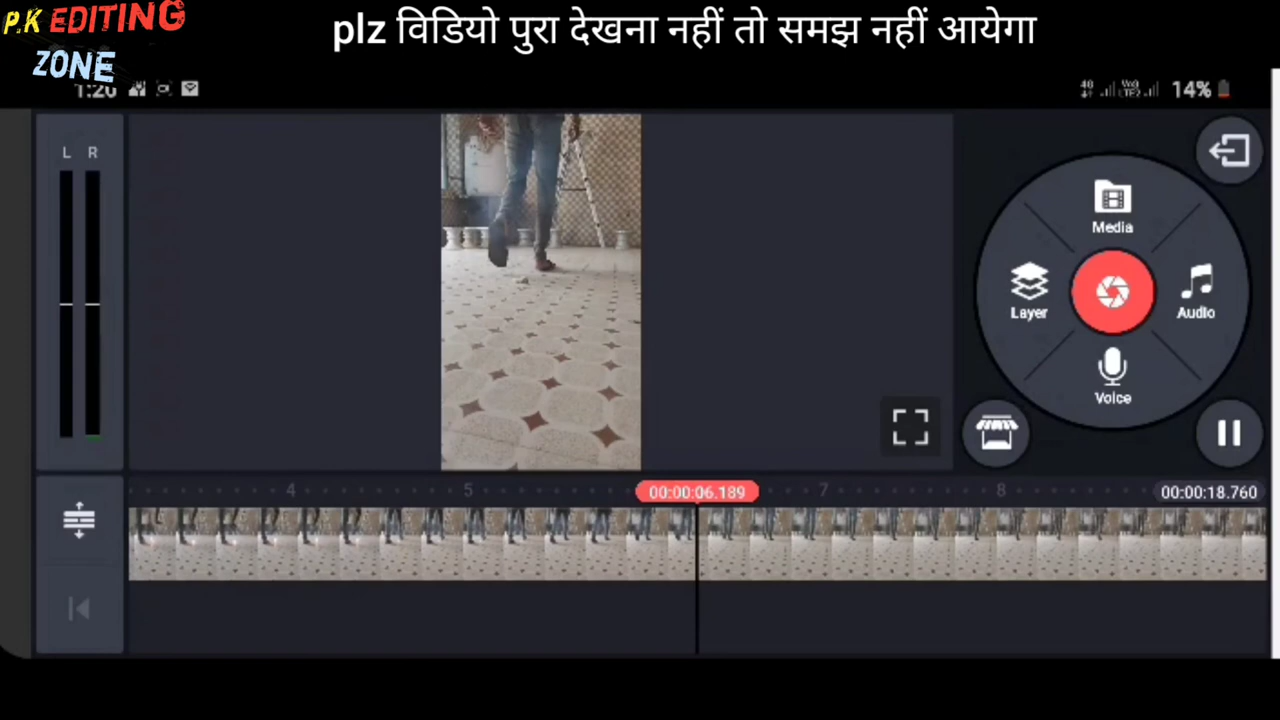 P.K EDITING
ZONE
plz विडियो पुरा देखना नहीं तो समझ नहीं आयेगा
1:20
14%
L R
Media
Layer
Audio
Voice
4 5 00:00:06.189 7 8 00:00:18.760